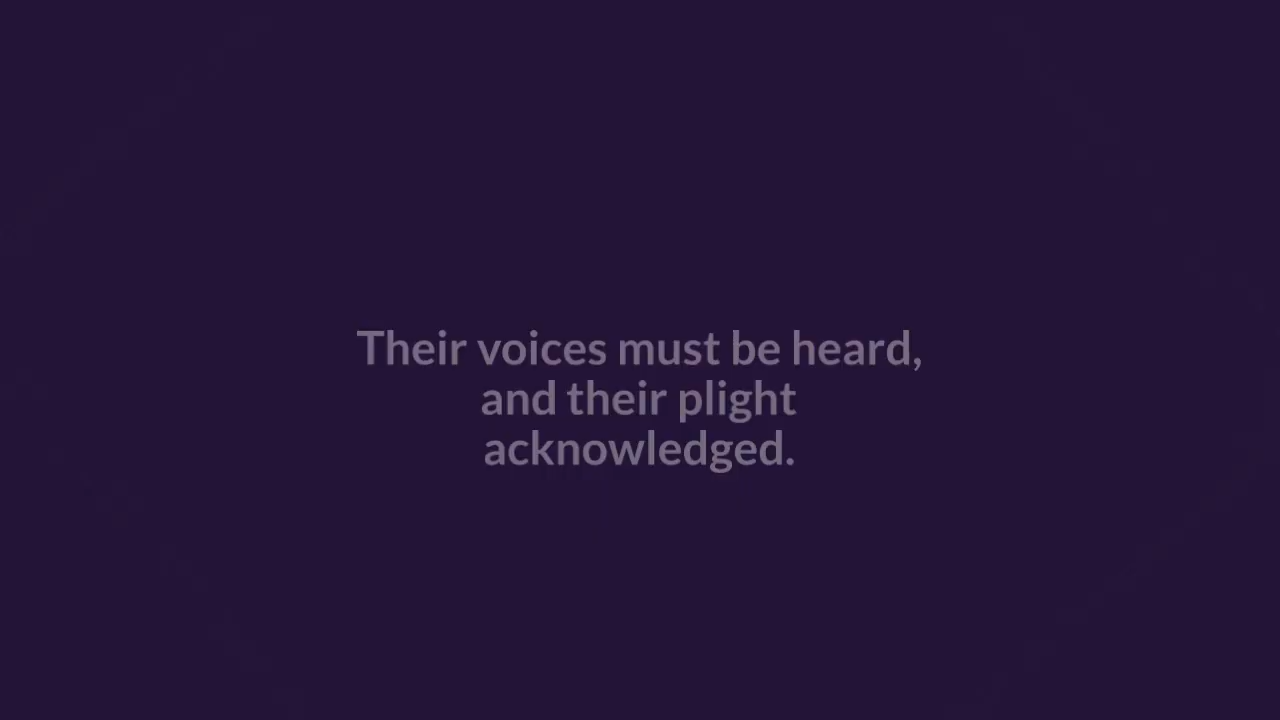 Their voices must be heard,
and their plight
acknowledged.